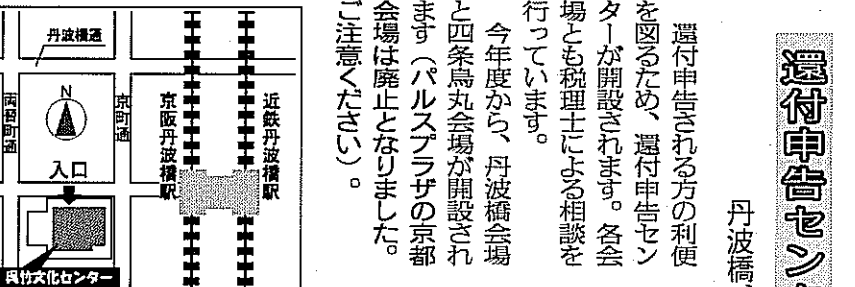 還付申告セン
丹波橋
還付申告される方の利便
を図るため、還付申告セン
ターが開設されます。各会
場とも税理士による相談を
行っています。
今年度から、丹波橋会場
と四条烏丸会場が開設され
ます（パルスプラザの京都
会場は廃止となりました。
ご注意ください）。
丹波橋通
両替町通
京町通
N
入口
京阪丹波橋駅
近鉄丹波橋駅
呉竹文化センター